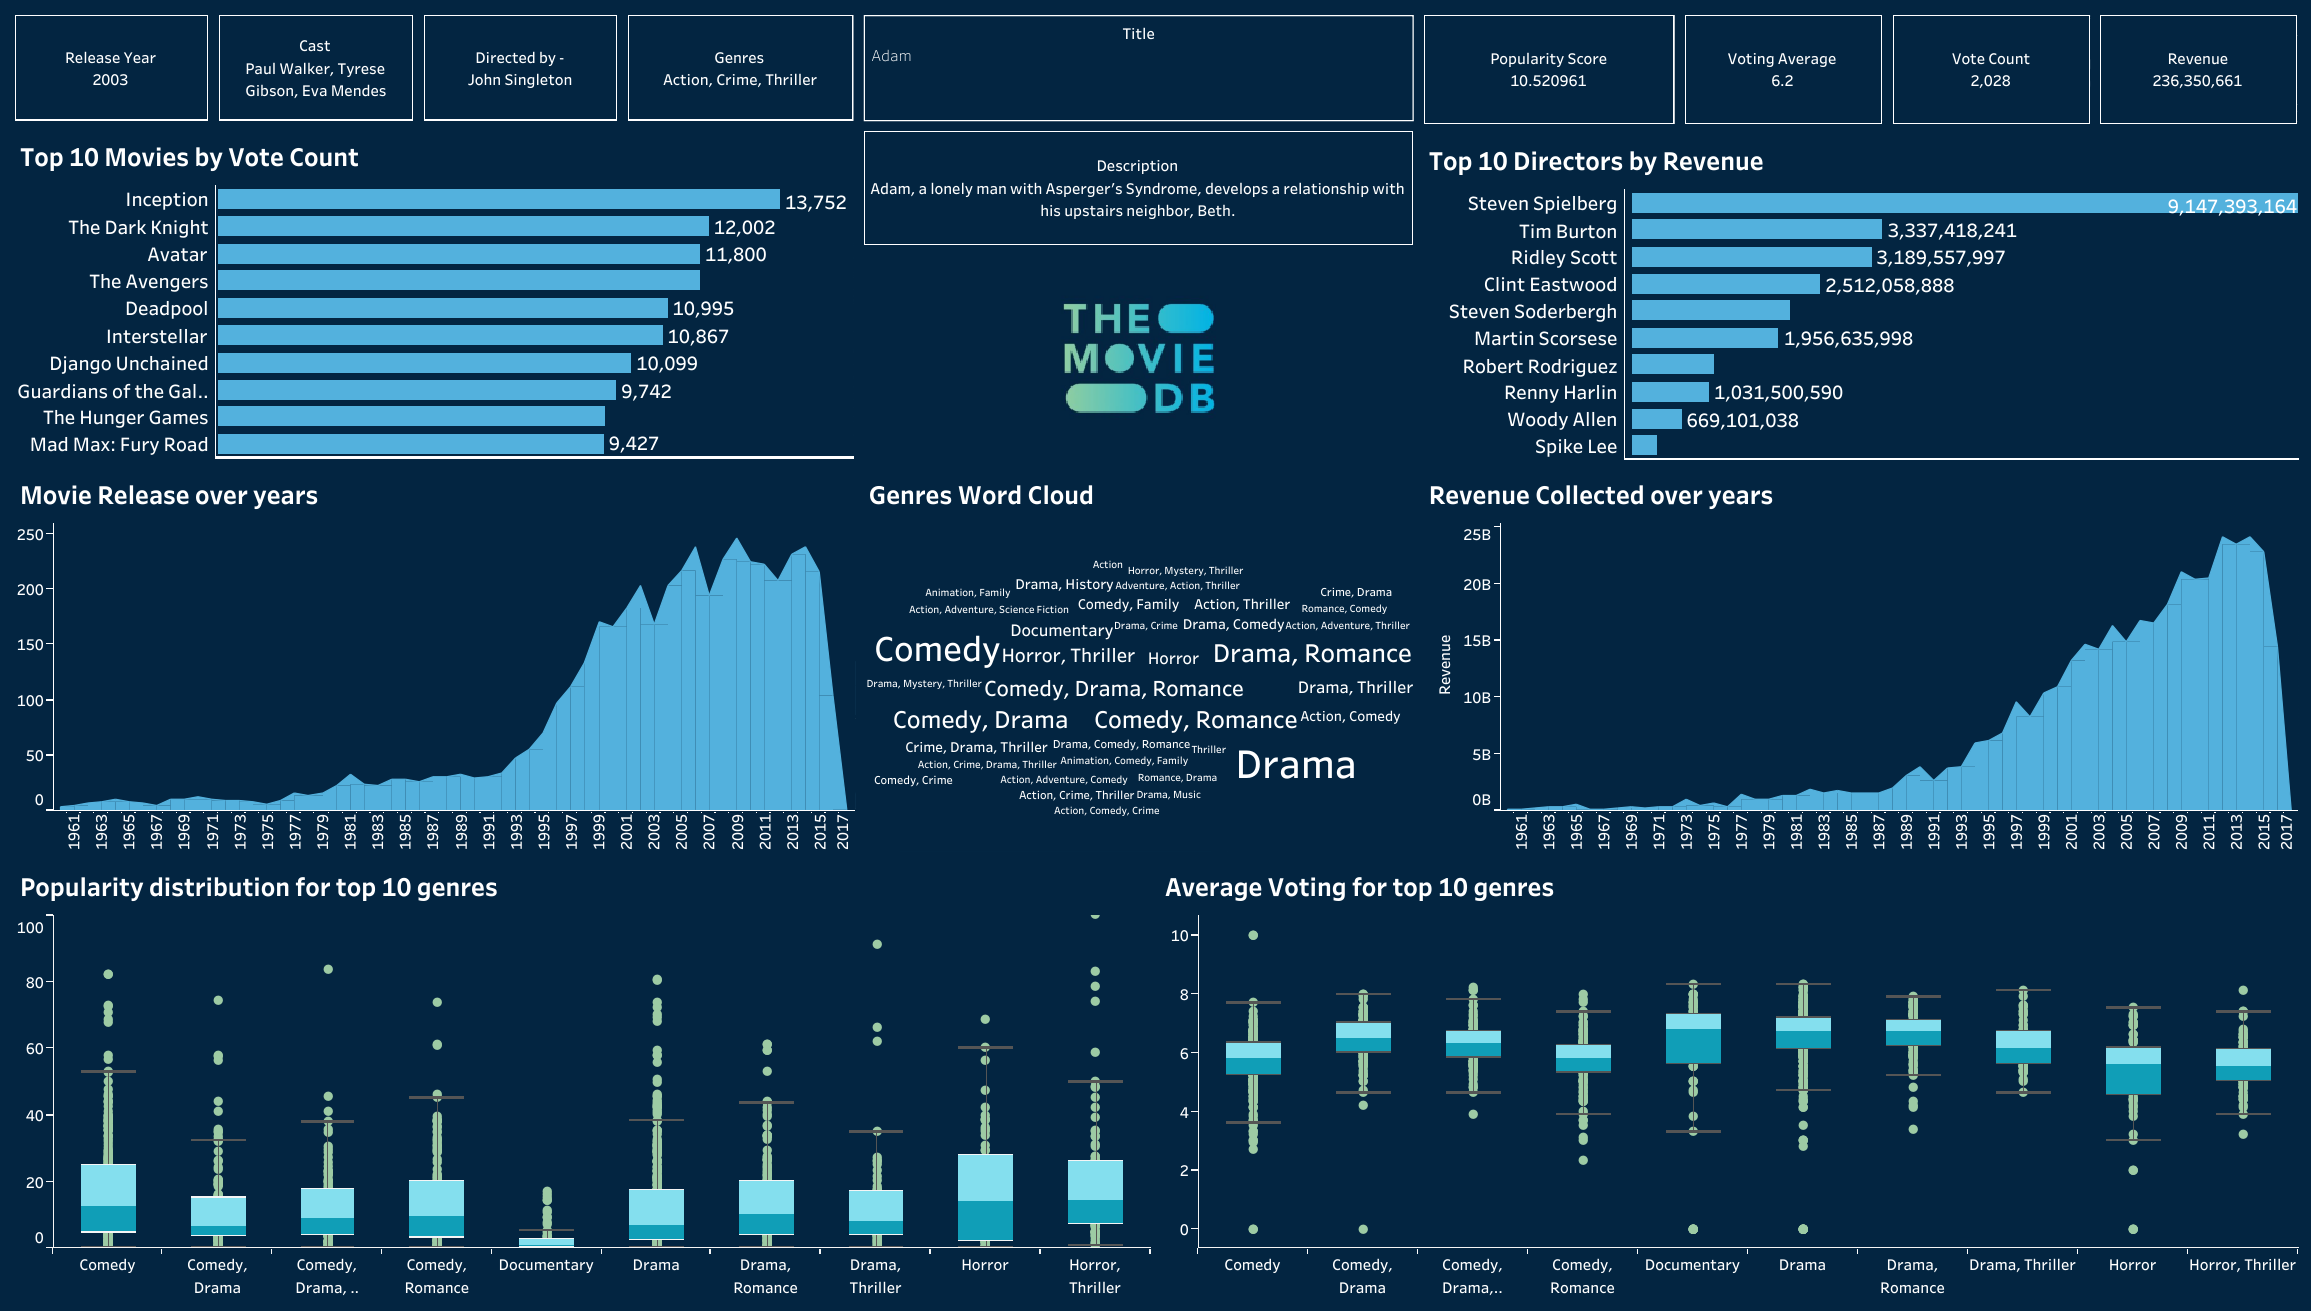 Release Year
2003
Cast
Paul Walker, Tyrese
Gibson, Eva Mendes
Directed by -
John Singleton
Genres
Action, Crime, Thriller
Title
Adam
Popularity Score
10.520961
Voting Average
6.2
Vote Count
2,028
Revenue
236,350,661
Description
Adam, a lonely man with Asperger's Syndrome, develops a relationship with
his upstairs neighbor, Beth.
Top 10 Movies by Vote Count
Inception 13,752
The Dark Knight 12,002
Avatar 11,800
The Avengers
Deadpool 10,995
Interstellar 10,867
Django Unchained 10,099
Guardians of the Gal.. 9,742
The Hunger Games
Mad Max: Fury Road 9,427
THE
MOVIE
DB
Top 10 Directors by Revenue
Steven Spielberg 9,147,393,164
Tim Burton 3,337,418,241
Ridley Scott 3,189,557,997
Clint Eastwood 2,512,058,888
Steven Soderbergh
Martin Scorsese 1,956,635,998
Robert Rodriguez
Renny Harlin 1,031,500,590
Woody Allen 669,101,038
Spike Lee
Movie Release over years
250
200
150
100
50
0
1961 1963 1965 1967 1969 1971 1973 1975 1977 1979 1981 1983 1985 1987 1989 1991 1993 1995 1997 1999 2001 2003 2005 2007 2009 2011 2013 2015 2017
Genres Word Cloud
Action
Horror, Mystery, Thriller
Drama, History Adventure, Action, Thriller
Animation, Family Crime, Drama
Action, Adventure, Science Fiction Comedy, Family Action, Thriller Romance, Comedy
Documentary Drama, Crime Drama, Comedy Action, Adventure, Thriller
Comedy Horror, Thriller Horror Drama, Romance
Drama, Mystery, Thriller Comedy, Drama, Romance Drama, Thriller
Comedy, Drama Comedy, Romance Action, Comedy
Crime, Drama, Thriller Drama, Comedy, Romance Thriller
Action, Crime, Drama, Thriller Animation, Comedy, Family Drama
Comedy, Crime Action, Adventure, Comedy Romance, Drama
Action, Crime, Thriller Drama, Music
Action, Comedy, Crime
Revenue Collected over years
Revenue
25B
20B
15B
10B
5B
0B
1961 1963 1965 1967 1969 1971 1973 1975 1977 1979 1981 1983 1985 1987 1989 1991 1993 1995 1997 1999 2001 2003 2005 2007 2009 2011 2013 2015 2017
Popularity distribution for top 10 genres
100
80
60
40
20
0
Comedy
Comedy,
Drama
Comedy,
Drama, ..
Comedy,
Romance
Documentary
Drama
Drama,
Romance
Drama,
Thriller
Horror
Horror,
Thriller
Average Voting for top 10 genres
10
8
6
4
2
0
Comedy
Comedy,
Drama
Comedy,
Drama,..
Comedy,
Romance
Documentary
Drama
Drama,
Romance
Drama, Thriller
Horror
Horror, Thriller